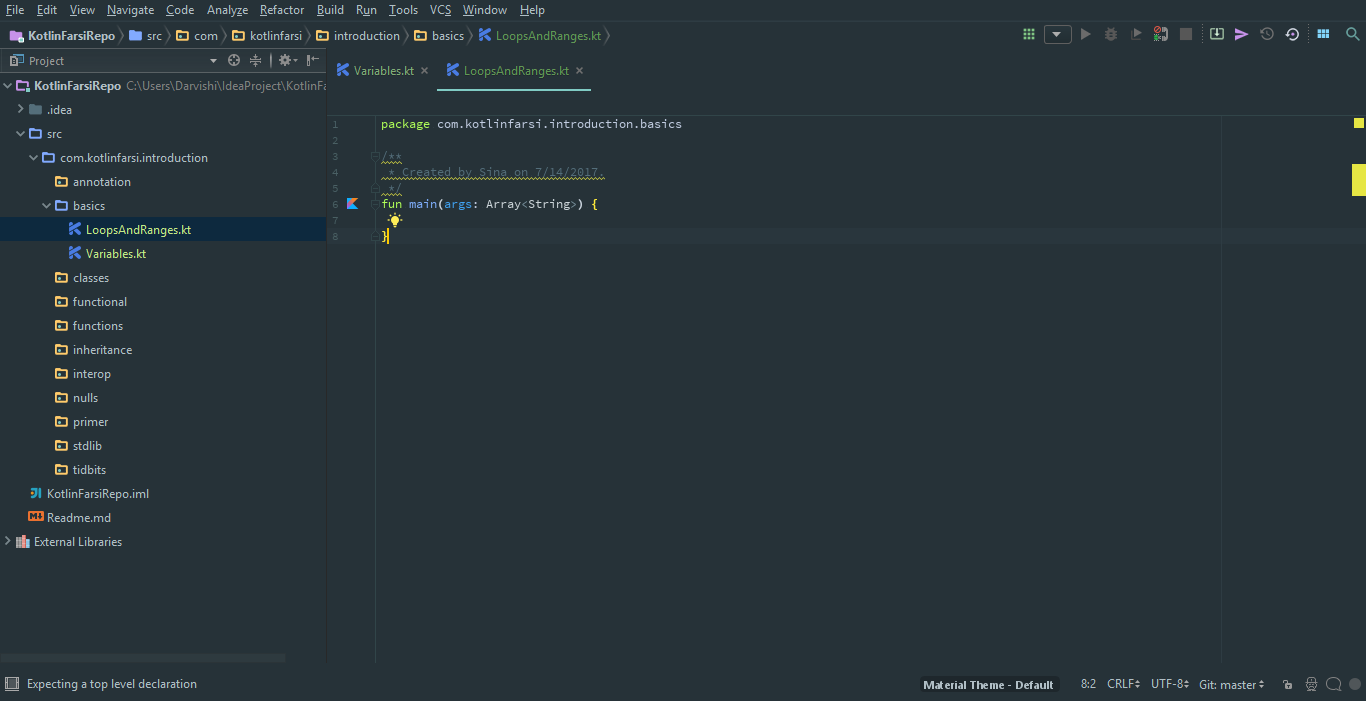 File Edit View Navigate Code Analyze Refactor Build Run Tools VCS Window Help
KotlinFarsiRepo src com kotlinfarsi introduction basics LoopsAndRanges.kt
Project
Variables.kt LoopsAndRanges.kt
KotlinFarsiRepo C:\Users\Darvishi\IdeaProject\KotlinFa
.idea
src
com.kotlinfarsi.introduction
annotation
basics
LoopsAndRanges.kt
Variables.kt
classes
functional
functions
inheritance
interop
nulls
primer
stdlib
tidbits
KotlinFarsiRepo.iml
Readme.md
External Libraries
1 package com.kotlinfarsi.introduction.basics
2
3 /**
4 * Created by Sina on 7/14/2017.
5 */
6 fun main(args: Array<String>) {
7
8 }
Expecting a top level declaration
Material Theme - Default 8:2 CRLF UTF-8 Git: master